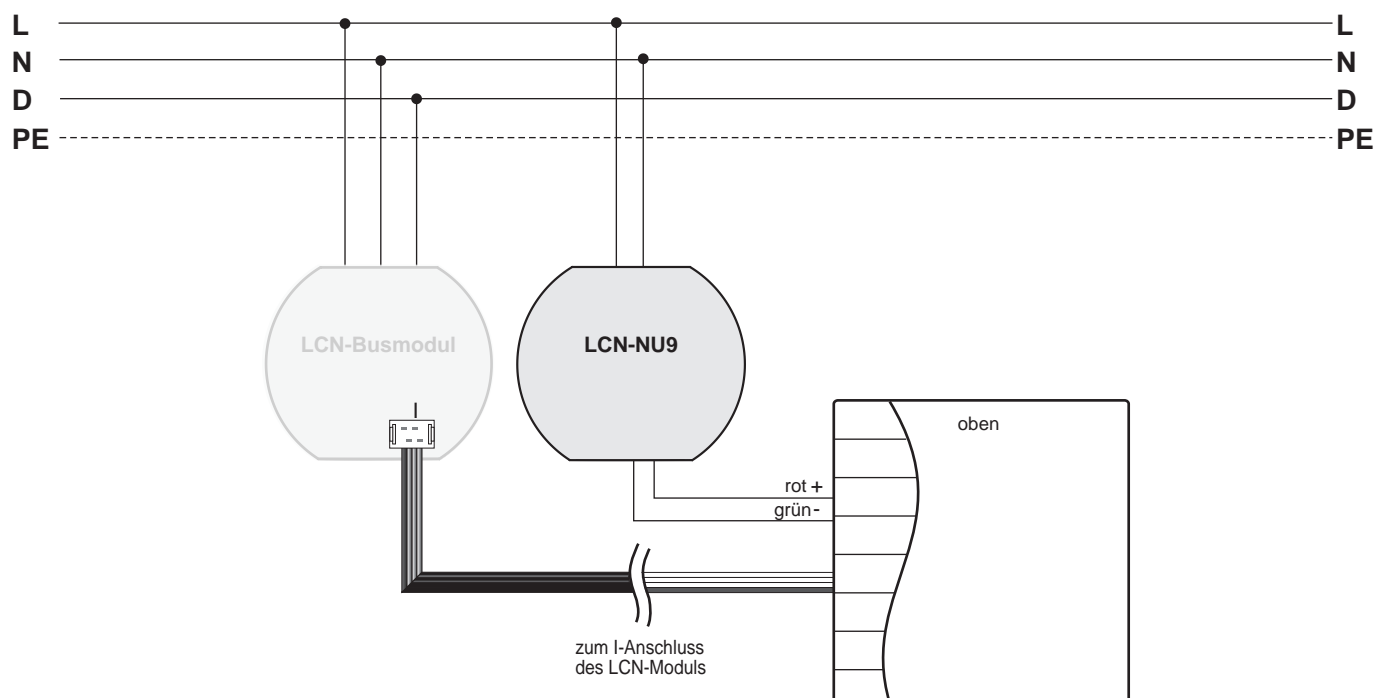 L L
N N
D D
PE PE
LCN-Busmodul
LCN-NU9
I
oben
rot +
grün -
zum I-Anschluss
des LCN-Moduls